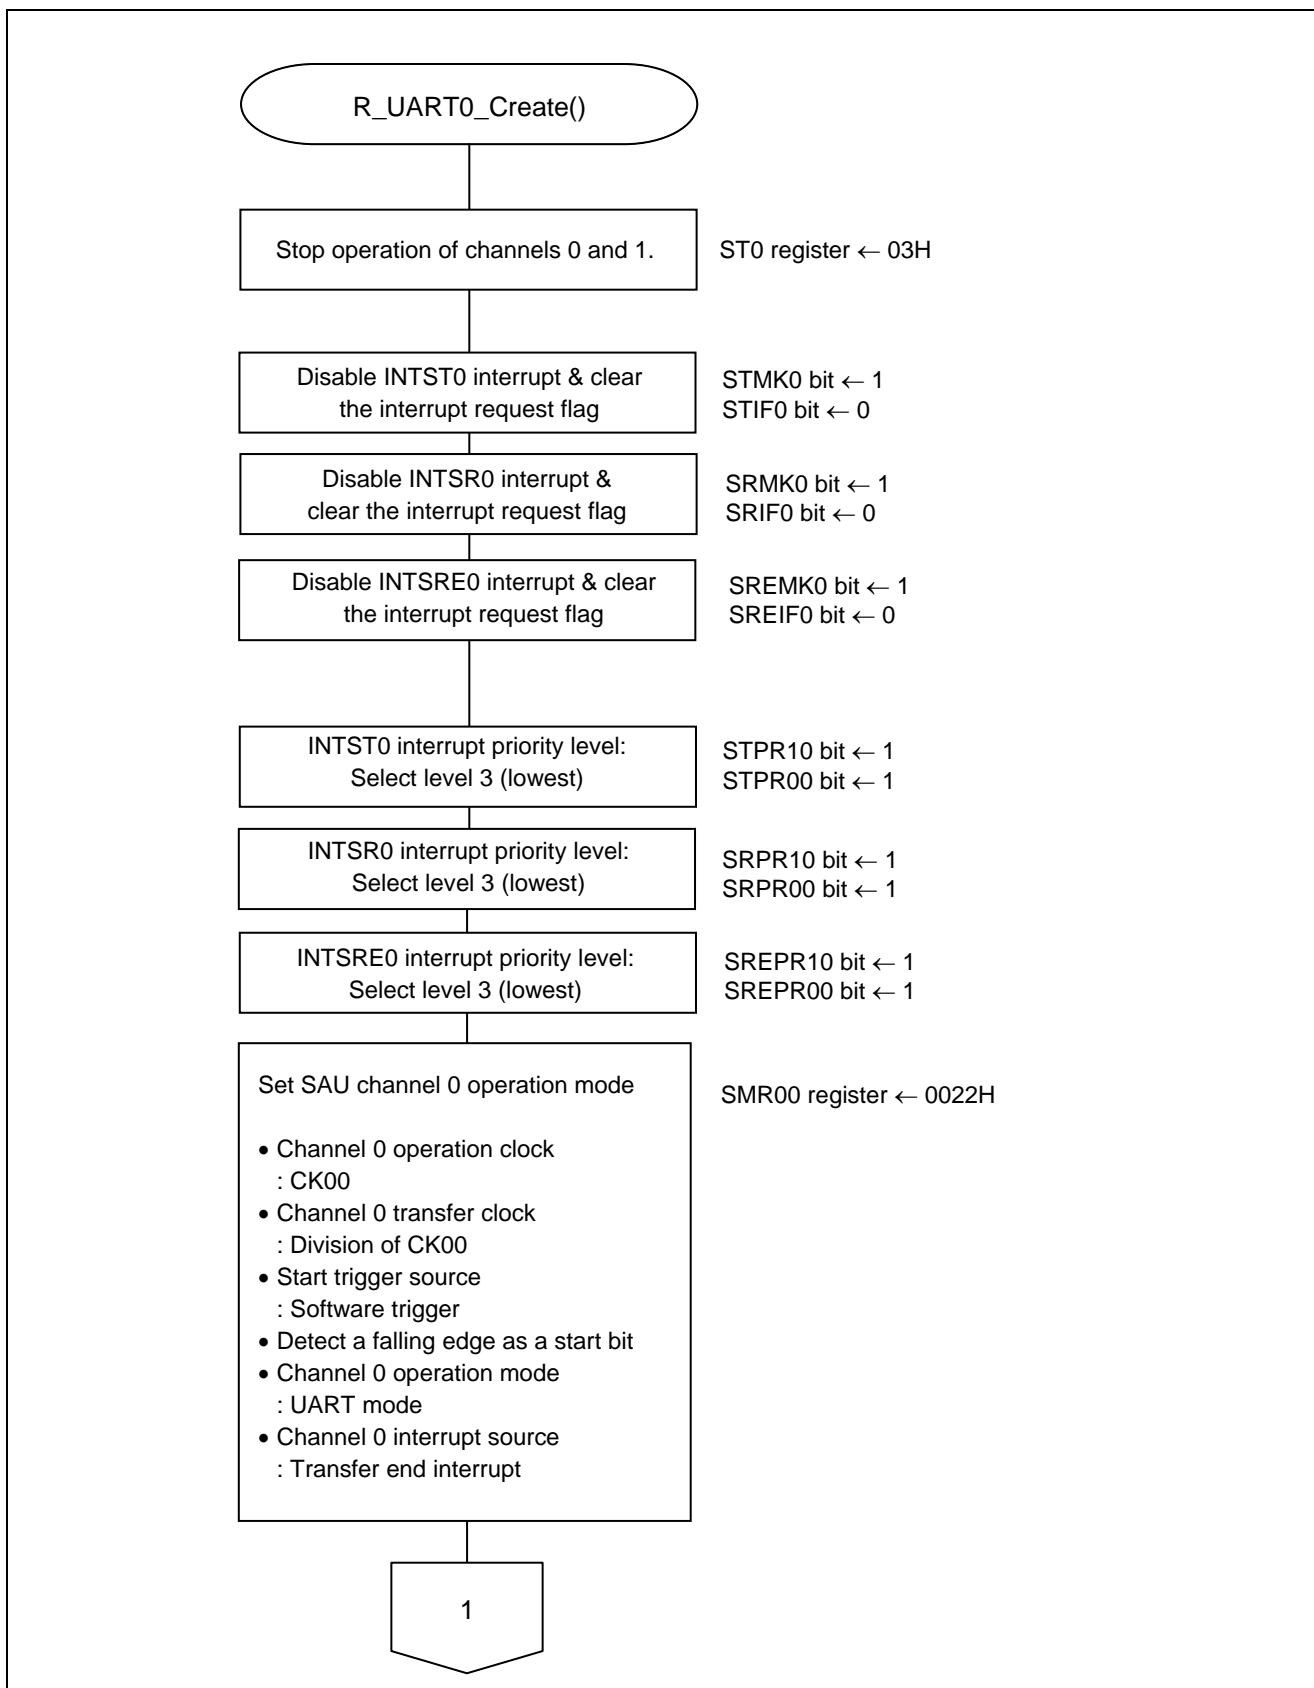 R_UART0_Create()
Stop operation of channels 0 and 1.
ST0 register ← 03H
Disable INTST0 interrupt & clear
the interrupt request flag
STMK0 bit ← 1
STIF0 bit ← 0
Disable INTSR0 interrupt &
clear the interrupt request flag
SRMK0 bit ← 1
SRIF0 bit ← 0
Disable INTSRE0 interrupt & clear
the interrupt request flag
SREMK0 bit ← 1
SREIF0 bit ← 0
INTST0 interrupt priority level:
Select level 3 (lowest)
STPR10 bit ← 1
STPR00 bit ← 1
INTSR0 interrupt priority level:
Select level 3 (lowest)
SRPR10 bit ← 1
SRPR00 bit ← 1
INTSRE0 interrupt priority level:
Select level 3 (lowest)
SREPR10 bit ← 1
SREPR00 bit ← 1
Set SAU channel 0 operation mode
SMR00 register ← 0022H
• Channel 0 operation clock
: CK00
• Channel 0 transfer clock
: Division of CK00
• Start trigger source
: Software trigger
• Detect a falling edge as a start bit
• Channel 0 operation mode
: UART mode
• Channel 0 interrupt source
: Transfer end interrupt
1